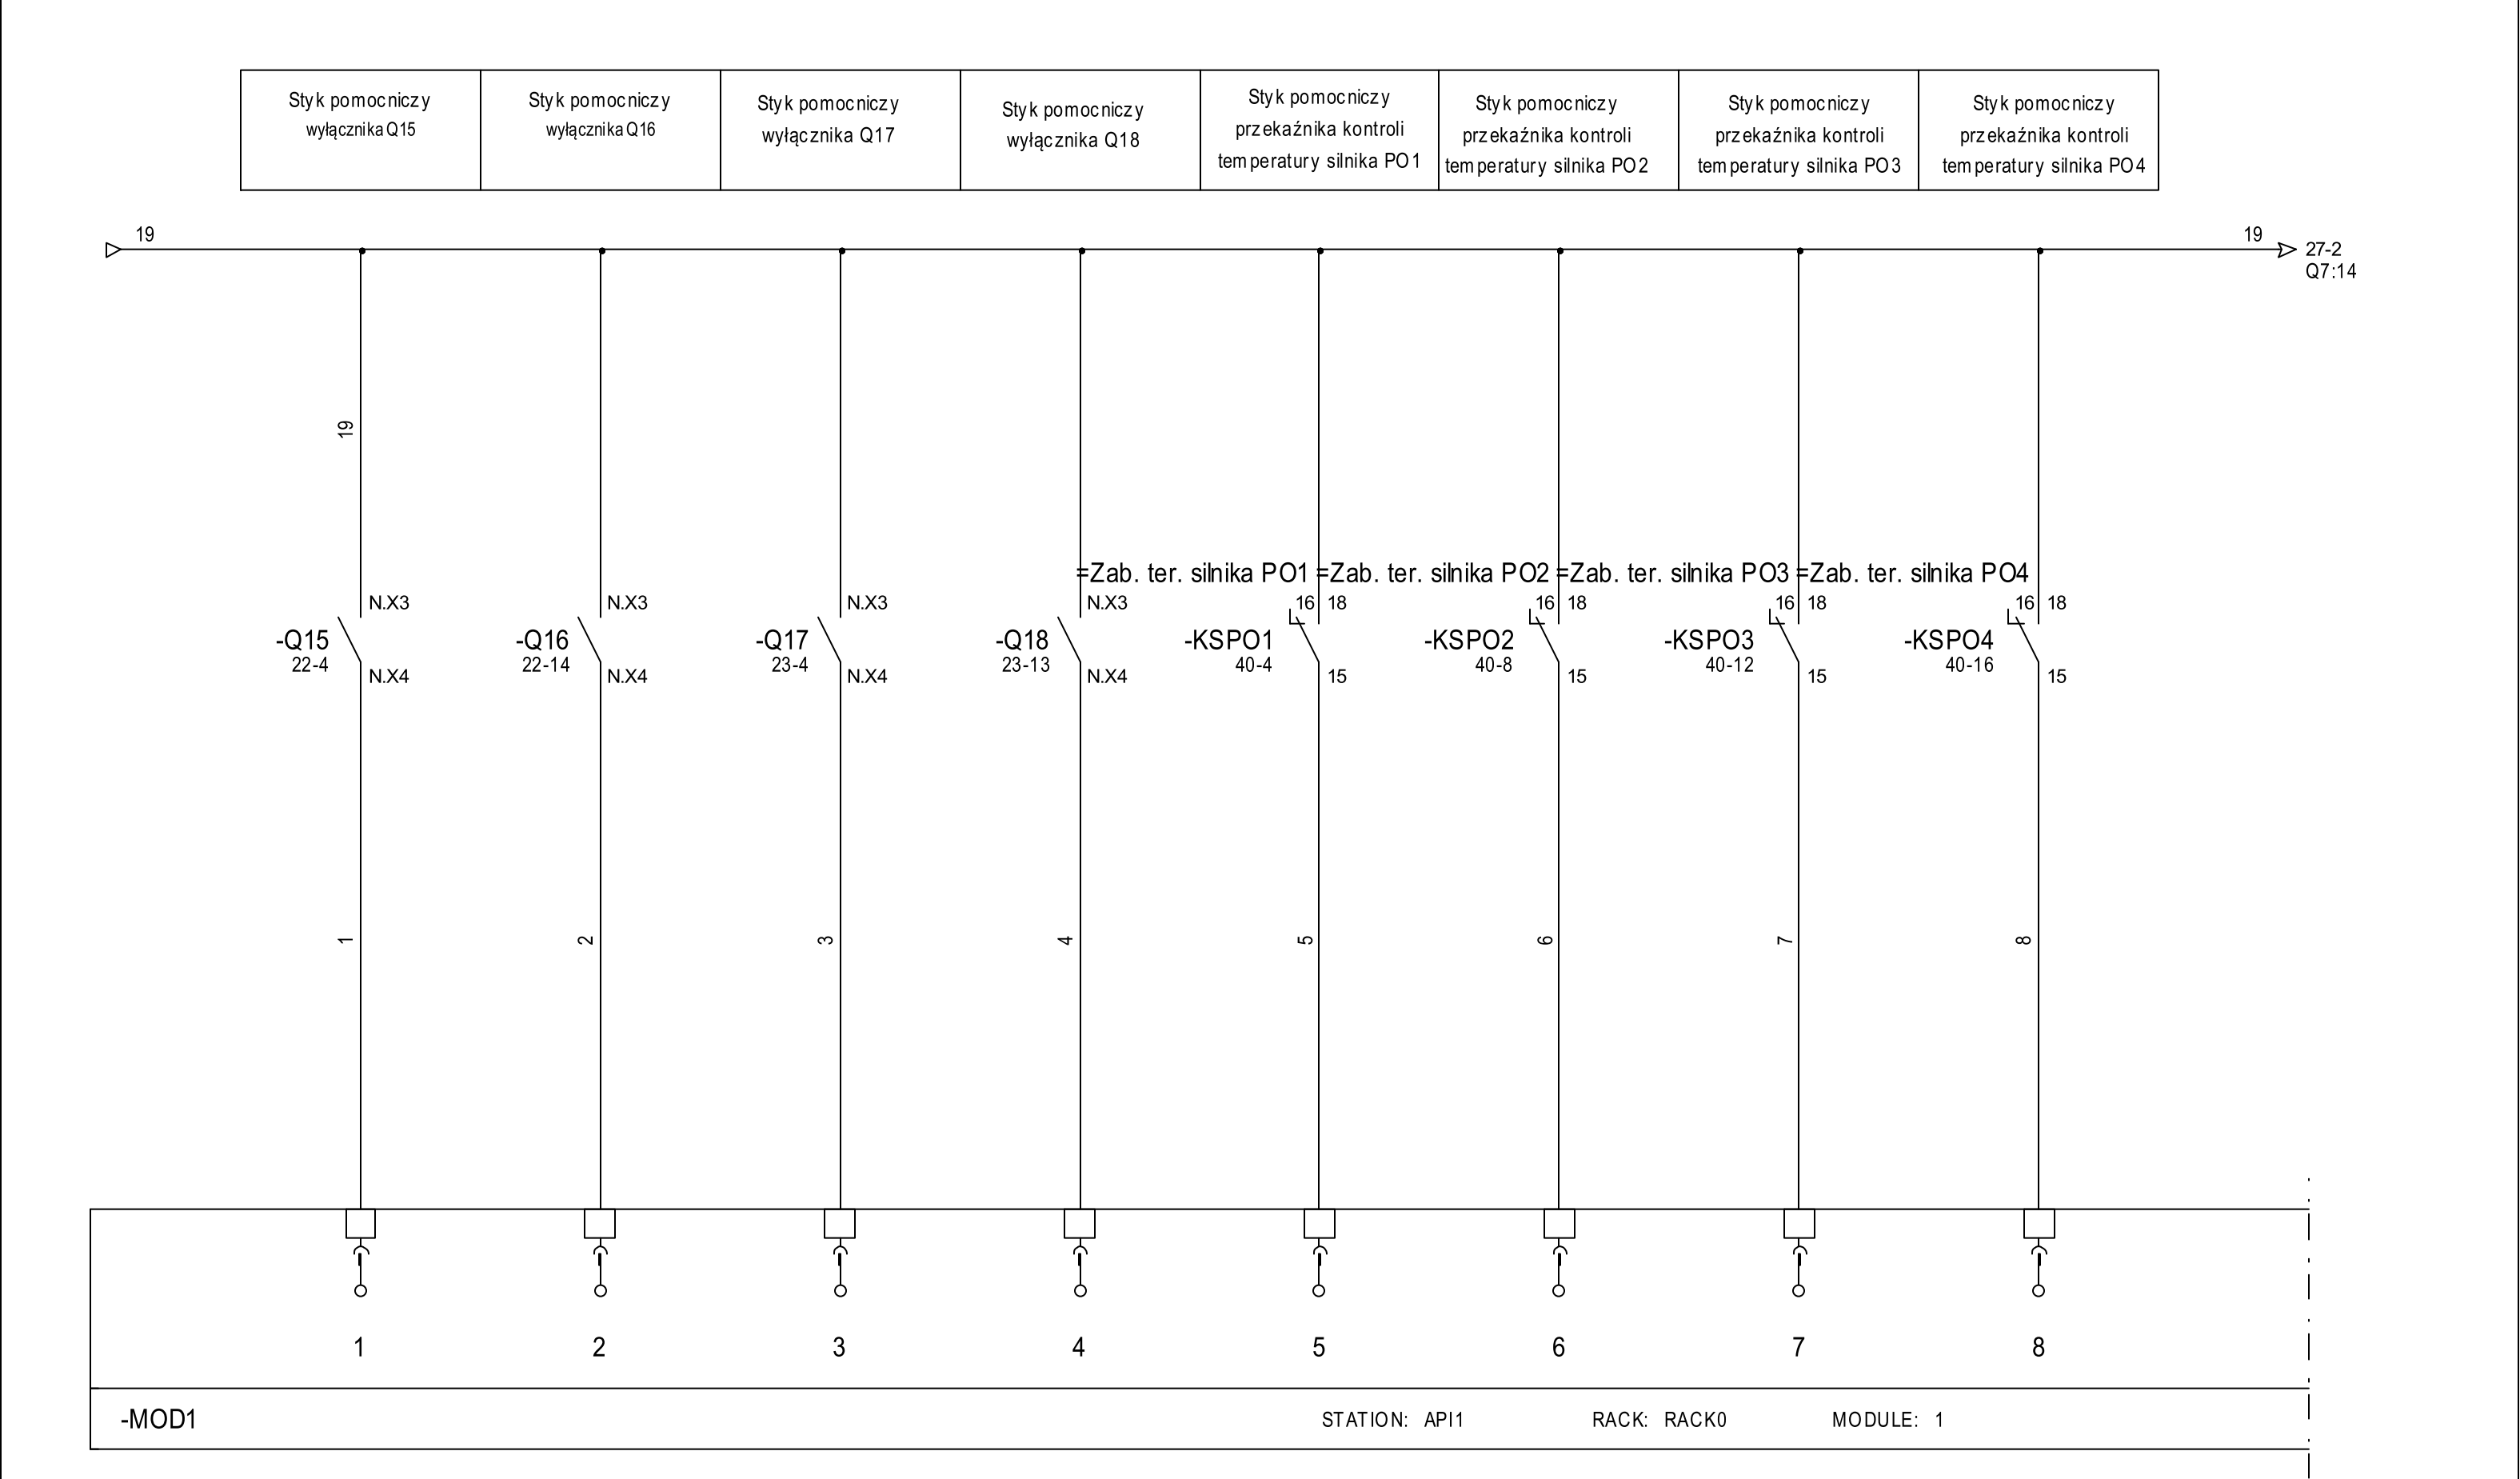 Styk pomocniczy
wyłącznika Q15
Styk pomocniczy
wyłącznika Q16
Styk pomocniczy
wyłącznika Q17
Styk pomocniczy
wyłącznika Q18
Styk pomocniczy
przekaźnika kontroli
temperatury silnika PO1
Styk pomocniczy
przekaźnika kontroli
temperatury silnika PO2
Styk pomocniczy
przekaźnika kontroli
temperatury silnika PO3
Styk pomocniczy
przekaźnika kontroli
temperatury silnika PO4
19
19
27-2
Q7:14
19
=Zab. ter. silnika PO1 =Zab. ter. silnika PO2 =Zab. ter. silnika PO3 =Zab. ter. silnika PO4
N.X3
-Q15
22-4
N.X4
N.X3
-Q16
22-14
N.X4
N.X3
-Q17
23-4
N.X4
N.X3
-Q18
23-13
N.X4
16 18
-KSPO1
40-4
15
16 18
-KSPO2
40-8
15
16 18
-KSPO3
40-12
15
16 18
-KSPO4
40-16
15
1 2 3 4 5 6 7 8
1 2 3 4 5 6 7 8
-MOD1 STATION: API1 RACK: RACK0 MODULE: 1